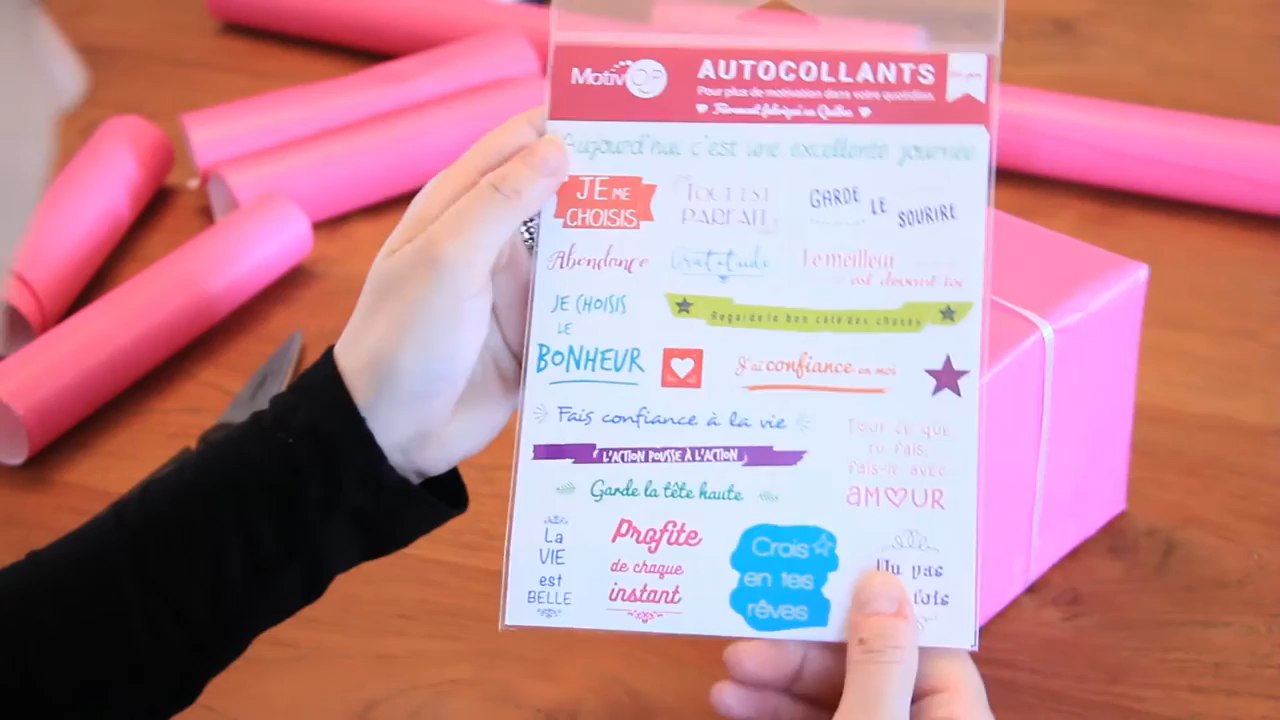 MotivOP
AUTOCOLLANTS
Pour plus de motivation dans votre quotidien.
Fièrement fabriqué au Québec
Aujourd'hui c'est une excellente journée
JE ME
CHOISIS
TOUT EST
PARFAIT
GARDE LE SOURIRE
Abondance
Gratitude
Le meilleur
est devant toi
JE CHOISIS
LE
BONHEUR
Regarde le bon côté des choses
J'ai confiance en moi
Fais confiance à la vie
L'ACTION POUSSE À L'ACTION
Tout ce que
tu fais,
fais-le avec
AMOUR
Garde la tête haute
La
VIE
est
BELLE
Profite
de chaque
instant
Crois
en tes
rêves
Un pas